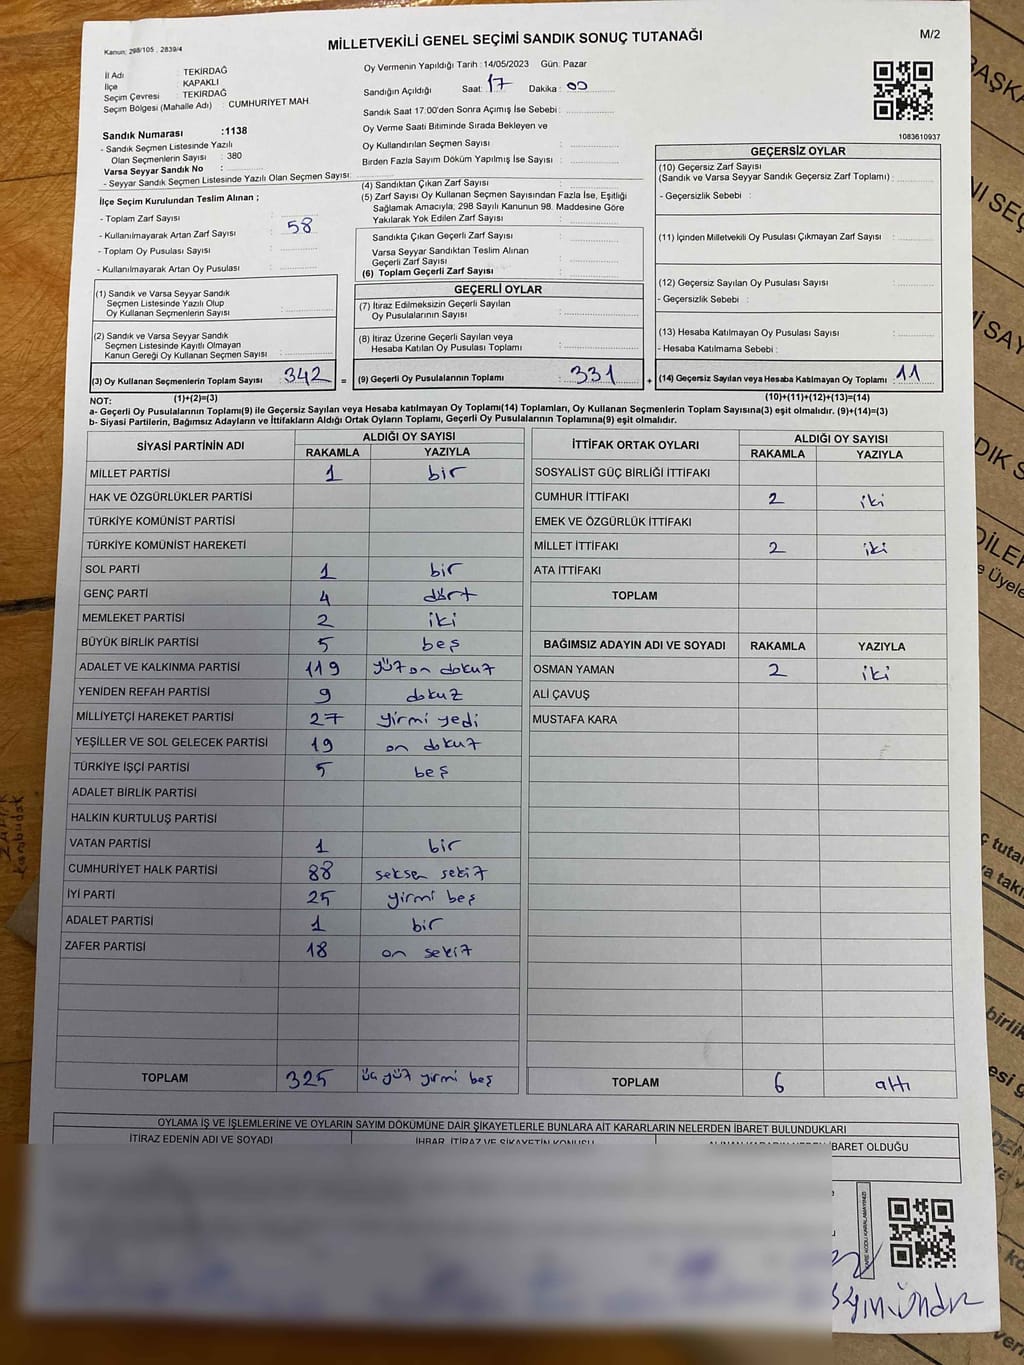 Kanun; 298/105 , 2839/4
MİLLETVEKİLİ GENEL SEÇİMİ SANDIK SONUÇ TUTANAĞI
M/2
İl Adı : TEKİRDAĞ
İlçe : KAPAKLI
Seçim Çevresi : TEKİRDAĞ
Seçim Bölgesi (Mahalle Adı) : CUMHURİYET MAH.
Sandık Numarası :1138
- Sandık Seçmen Listesinde Yazılı
Olan Seçmenlerin Sayısı : 380
Varsa Seyyar Sandık No :
- Seyyar Sandık Seçmen Listesinde Yazılı Olan Seçmen Sayısı:
Oy Vermenin Yapıldığı Tarih : 14/05/2023 Gün: Pazar
Sandığın Açıldığı Saat: 17 Dakika : 00
Sandık Saat 17.00'den Sonra Açımış İse Sebebi :
Oy Verme Saati Bitiminde Sırada Bekleyen ve
Oy Kullandırılan Seçmen Sayısı :
Birden Fazla Sayım Döküm Yapılmış İse Sayısı :
1083610937
İlçe Seçim Kurulundan Teslim Alınan ;
- Toplam Zarf Sayısı :
- Kullanılmayarak Artan Zarf Sayısı : 58
- Toplam Oy Pusulası Sayısı :
- Kullanılmayarak Artan Oy Pusulası :
(1) Sandık ve Varsa Seyyar Sandık
Seçmen Listesinde Yazılı Olup
Oy Kullanan Seçmenlerin Sayısı :
(2) Sandık ve Varsa Seyyar Sandık
Seçmen Listesinde Kayıtlı Olmayan
Kanun Gereği Oy Kullanan Seçmen Sayısı :
(3) Oy Kullanan Seçmenlerin Toplam Sayısı : 342 =
(4) Sandıktan Çıkan Zarf Sayısı :
(5) Zarf Sayısı Oy Kullanan Seçmen Sayısından Fazla İse, Eşitliği
Sağlamak Amacıyla, 298 Sayılı Kanunun 98. Maddesine Göre
Yakılarak Yok Edilen Zarf Sayısı :
Sandıkta Çıkan Geçerli Zarf Sayısı :
Varsa Seyyar Sandıktan Teslim Alınan
Geçerli Zarf Sayısı :
(6) Toplam Geçerli Zarf Sayısı :
GEÇERLİ OYLAR
(7) İtiraz Edilmeksizin Geçerli Sayılan
Oy Pusulalarının Sayısı :
(8) İtiraz Üzerine Geçerli Sayılan veya
Hesaba Katılan Oy Pusulası Toplamı :
(9) Geçerli Oy Pusulalarının Toplamı : 331 +
GEÇERSİZ OYLAR
(10) Geçersiz Zarf Sayısı
(Sandık ve Varsa Seyyar Sandık Geçersiz Zarf Toplamı) :
- Geçersizlik Sebebi :
(11) İçinden Milletvekili Oy Pusulası Çıkmayan Zarf Sayısı :
(12) Geçersiz Sayılan Oy Pusulası Sayısı :
- Geçersizlik Sebebi :
(13) Hesaba Katılmayan Oy Pusulası Sayısı :
- Hesaba Katılmama Sebebi :
(14) Geçersiz Sayılan veya Hesaba Katılmayan Oy Toplamı : 11
NOT: (1)+(2)=(3) (10)+(11)+(12)+(13)=(14)
a- Geçerli Oy Pusulalarının Toplamı(9) ile Geçersiz Sayılan veya Hesaba katılmayan Oy Toplamı(14) Toplamları, Oy Kullanan Seçmenlerin Toplam Sayısına(3) eşit olmalıdır. (9)+(14)=(3)
b- Siyasi Partilerin, Bağımsız Adayların ve İttifakların Aldığı Ortak Oyların Toplamı, Geçerli Oy Pusulalarının Toplamına(9) eşit olmalıdır.
SİYASİ PARTİNİN ADI ALDIĞI OY SAYISI
RAKAMLA YAZIYLA
MİLLET PARTİSİ 1 bir
HAK VE ÖZGÜRLÜKLER PARTİSİ
TÜRKİYE KOMÜNİST PARTİSİ
TÜRKİYE KOMÜNİST HAREKETİ
SOL PARTİ 1 bir
GENÇ PARTİ 4 dört
MEMLEKET PARTİSİ 2 iki
BÜYÜK BİRLİK PARTİSİ 5 beş
ADALET VE KALKINMA PARTİSİ 119 yüz on dokuz
YENİDEN REFAH PARTİSİ 9 dokuz
MİLLİYETÇİ HAREKET PARTİSİ 27 yirmi yedi
YEŞİLLER VE SOL GELECEK PARTİSİ 19 on dokuz
TÜRKİYE İŞÇİ PARTİSİ 5 beş
ADALET BİRLİK PARTİSİ
HALKIN KURTULUŞ PARTİSİ
VATAN PARTİSİ 1 bir
CUMHURİYET HALK PARTİSİ 88 seksen sekiz
İYİ PARTİ 25 yirmi beş
ADALET PARTİSİ 1 bir
ZAFER PARTİSİ 18 on sekiz
TOPLAM 325 üç yüz yirmi beş
İTTİFAK ORTAK OYLARI ALDIĞI OY SAYISI
RAKAMLA YAZIYLA
SOSYALİST GÜÇ BİRLİĞİ İTTİFAKI
CUMHUR İTTİFAKI 2 iki
EMEK VE ÖZGÜRLÜK İTTİFAKI
MİLLET İTTİFAKI 2 iki
ATA İTTİFAKI
TOPLAM
BAĞIMSIZ ADAYIN ADI VE SOYADI RAKAMLA YAZIYLA
OSMAN YAMAN 2 iki
ALİ ÇAVUŞ
MUSTAFA KARA
TOPLAM 6 altı
OYLAMA İŞ VE İŞLEMLERİNE VE OYLARIN SAYIM DÖKÜMÜNE DAİR ŞİKAYETLERLE BUNLARA AİT KARARLARIN NELERDEN İBARET BULUNDUKLARI
İTİRAZ EDENİN ADI VE SOYADI İHBAR, İTİRAZ VE ŞİKAYETİN KONUSU ALINAN KARARIN NEDEN İBARET OLDUĞU